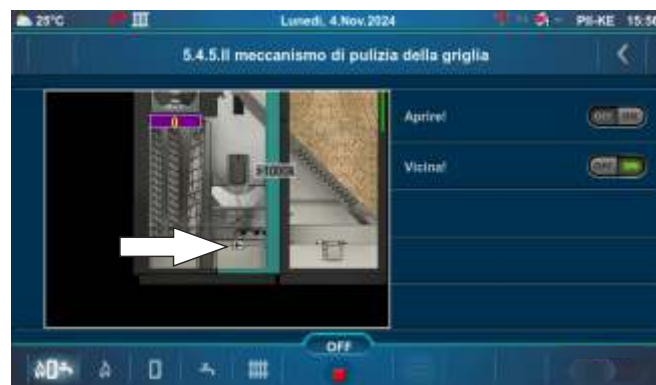 25°C
Lunedì, 4.Nov.2024
PII-KE 15:56
5.4.5.Il meccanismo di pulizia della griglia
0
Aprire!
OFF ON
Vicina!
OFF ON
OFF